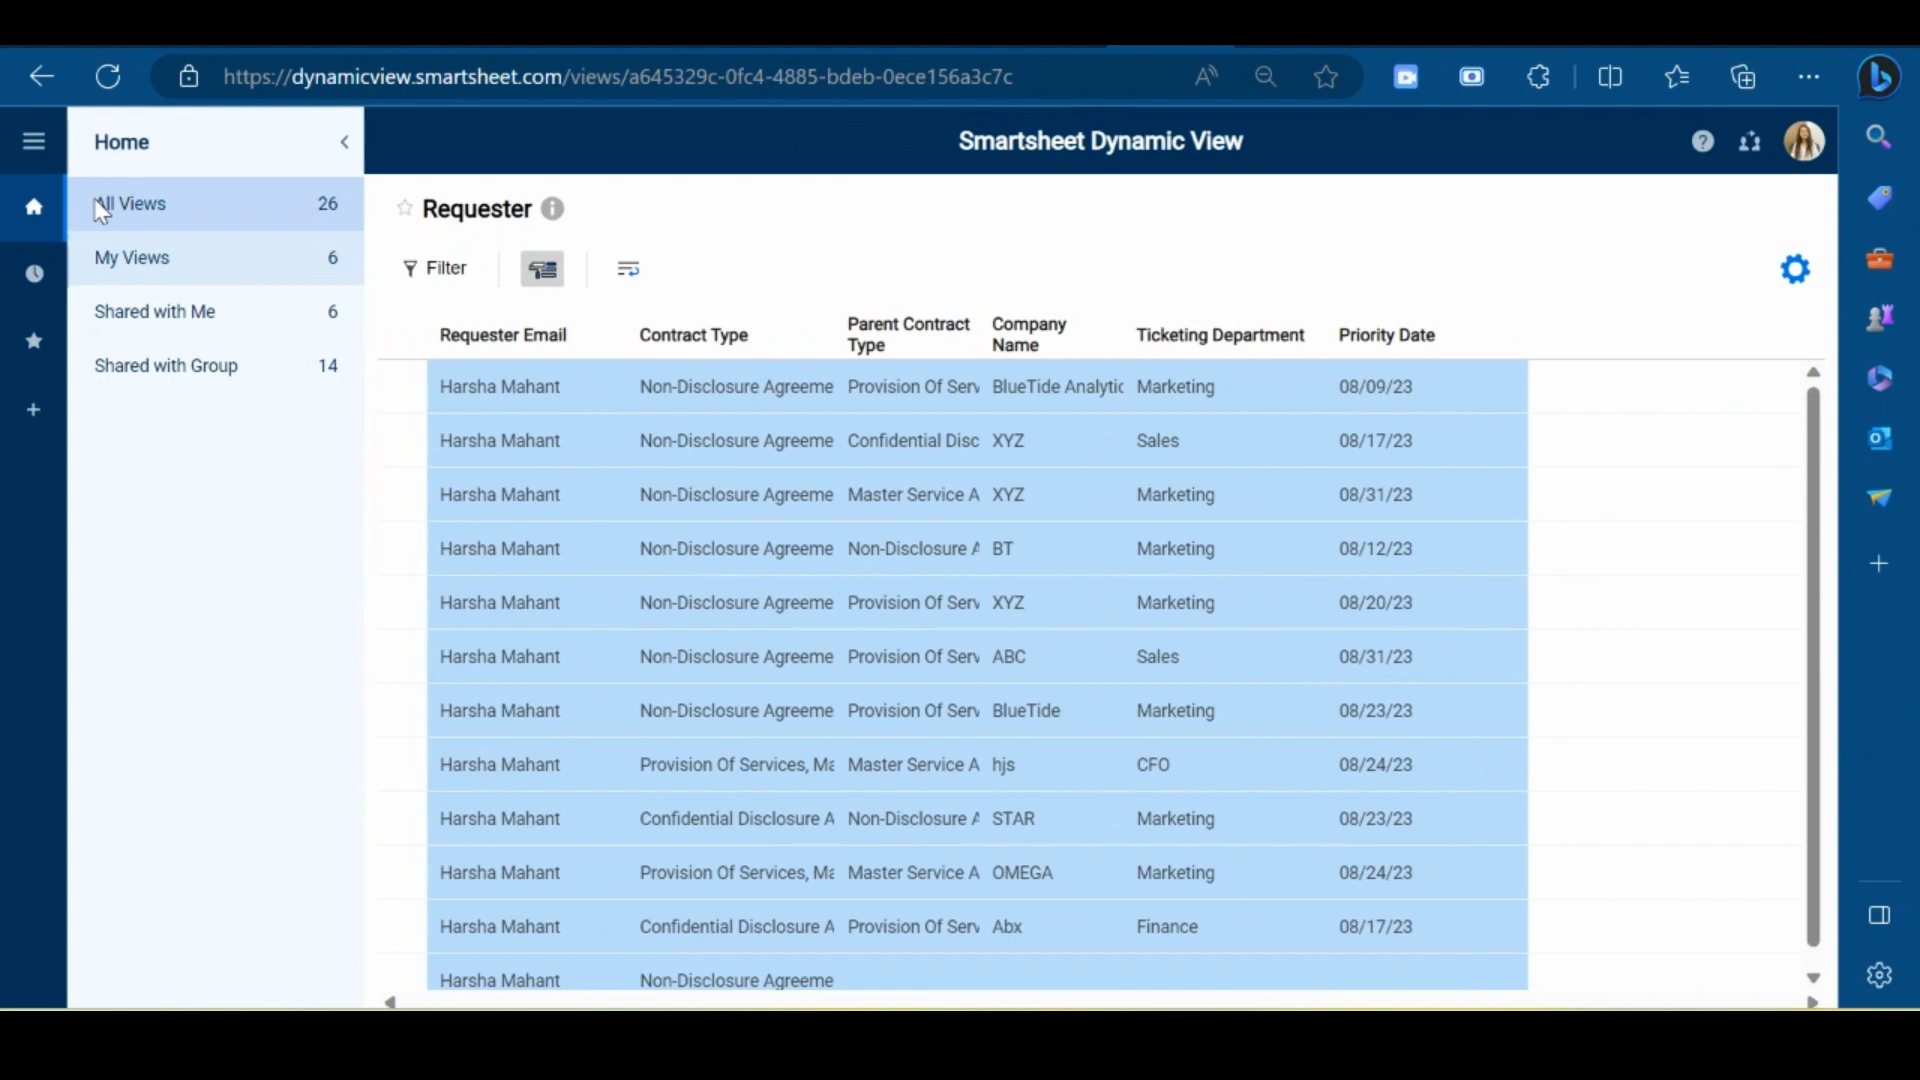 https://dynamicview.smartsheet.com/views/a645329c-0fc4-4885-bdeb-0ece156a3c7c
Home
Smartsheet Dynamic View
All Views 26
My Views 6
Shared with Me 6
Shared with Group 14
Requester
Filter
Requester Email Contract Type Parent Contract Type Company Name Ticketing Department Priority Date
Harsha Mahant Non-Disclosure Agreeme Provision Of Serv BlueTide Analytic Marketing 08/09/23
Harsha Mahant Non-Disclosure Agreeme Confidential Disc XYZ Sales 08/17/23
Harsha Mahant Non-Disclosure Agreeme Master Service A XYZ Marketing 08/31/23
Harsha Mahant Non-Disclosure Agreeme Non-Disclosure A BT Marketing 08/12/23
Harsha Mahant Non-Disclosure Agreeme Provision Of Serv XYZ Marketing 08/20/23
Harsha Mahant Non-Disclosure Agreeme Provision Of Serv ABC Sales 08/31/23
Harsha Mahant Non-Disclosure Agreeme Provision Of Serv BlueTide Marketing 08/23/23
Harsha Mahant Provision Of Services, Ma Master Service A hjs CFO 08/24/23
Harsha Mahant Confidential Disclosure A Non-Disclosure A STAR Marketing 08/23/23
Harsha Mahant Provision Of Services, Ma Master Service A OMEGA Marketing 08/24/23
Harsha Mahant Confidential Disclosure A Provision Of Serv Abx Finance 08/17/23
Harsha Mahant Non-Disclosure Agreeme